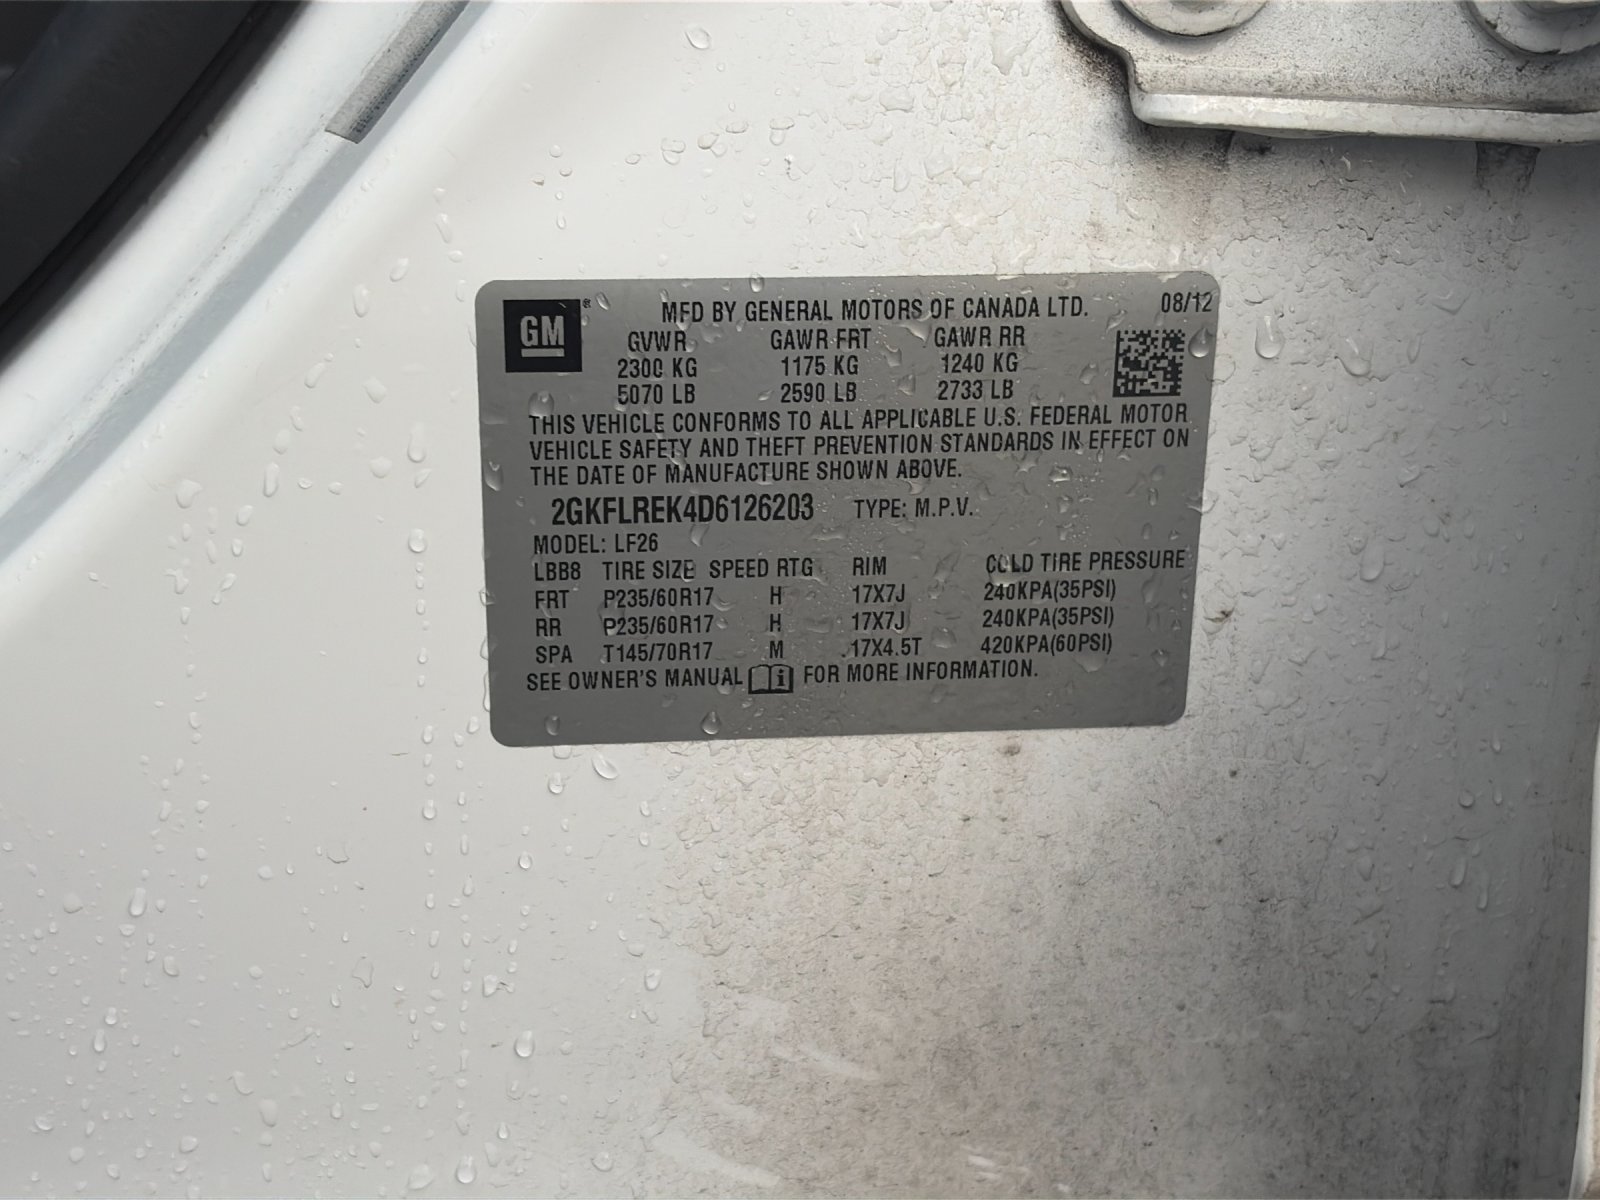 GM ® MFD BY GENERAL MOTORS OF CANADA LTD. 08/12
GVWR GAWR FRT GAWR RR
2300 KG 1175 KG 1240 KG
5070 LB 2590 LB 2733 LB
THIS VEHICLE CONFORMS TO ALL APPLICABLE U.S. FEDERAL MOTOR
VEHICLE SAFETY AND THEFT PREVENTION STANDARDS IN EFFECT ON
THE DATE OF MANUFACTURE SHOWN ABOVE.
2GKFLREK4D6126203 TYPE: M.P.V.
MODEL: LF26
LBB8 TIRE SIZE SPEED RTG RIM COLD TIRE PRESSURE
FRT P235/60R17 H 17X7J 240KPA(35PSI)
RR P235/60R17 H 17X7J 240KPA(35PSI)
SPA T145/70R17 M 17X4.5T 420KPA(60PSI)
SEE OWNER'S MANUAL i FOR MORE INFORMATION.